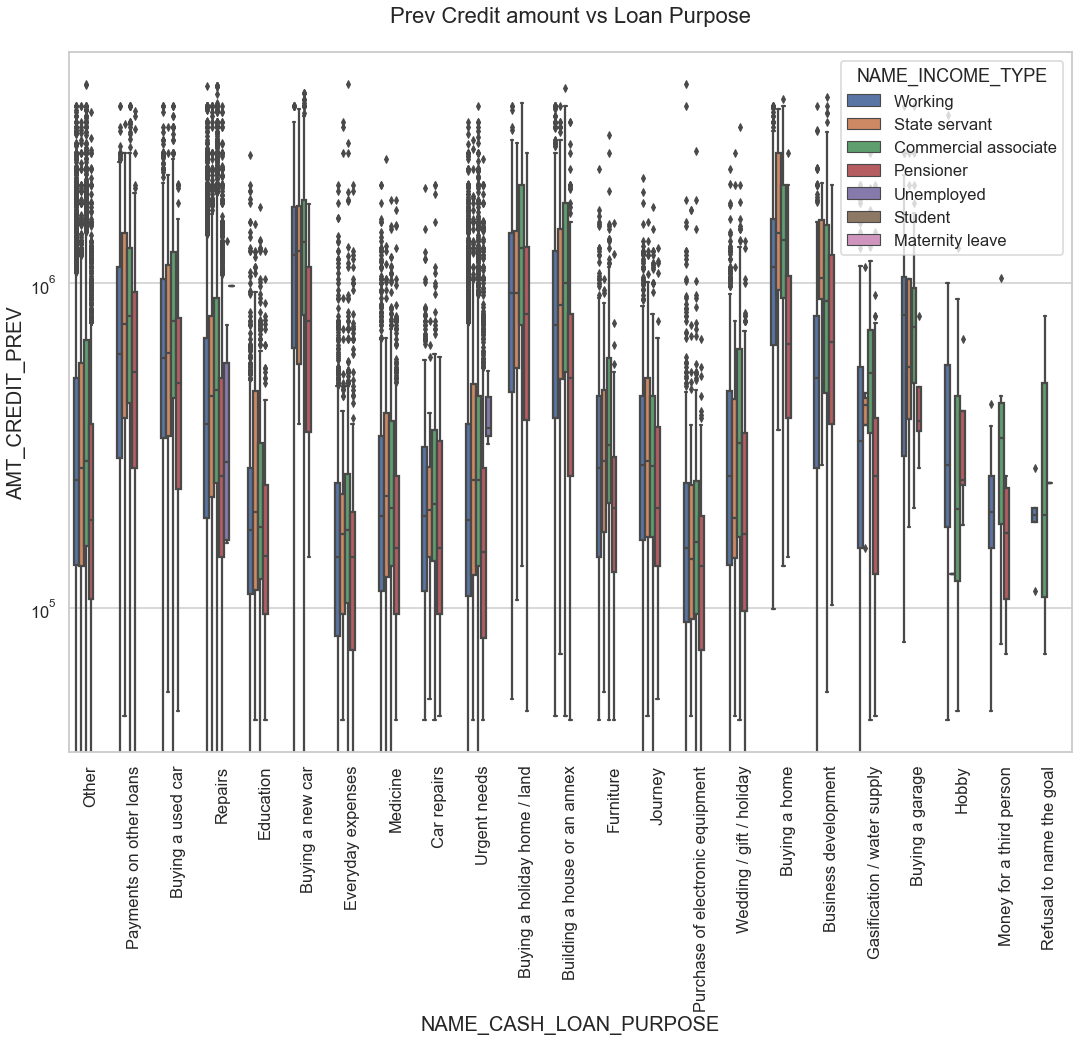 Prev Credit amount vs Loan Purpose
AMT_CREDIT_PREV
10^6
10^5
NAME_INCOME_TYPE
Working
State servant
Commercial associate
Pensioner
Unemployed
Student
Maternity leave
Other
Payments on other loans
Buying a used car
Repairs
Education
Buying a new car
Everyday expenses
Medicine
Car repairs
Urgent needs
Buying a holiday home / land
Building a house or an annex
Furniture
Journey
Purchase of electronic equipment
Wedding / gift / holiday
Buying a home
Business development
Gasification / water supply
Buying a garage
Hobby
Money for a third person
Refusal to name the goal
NAME_CASH_LOAN_PURPOSE